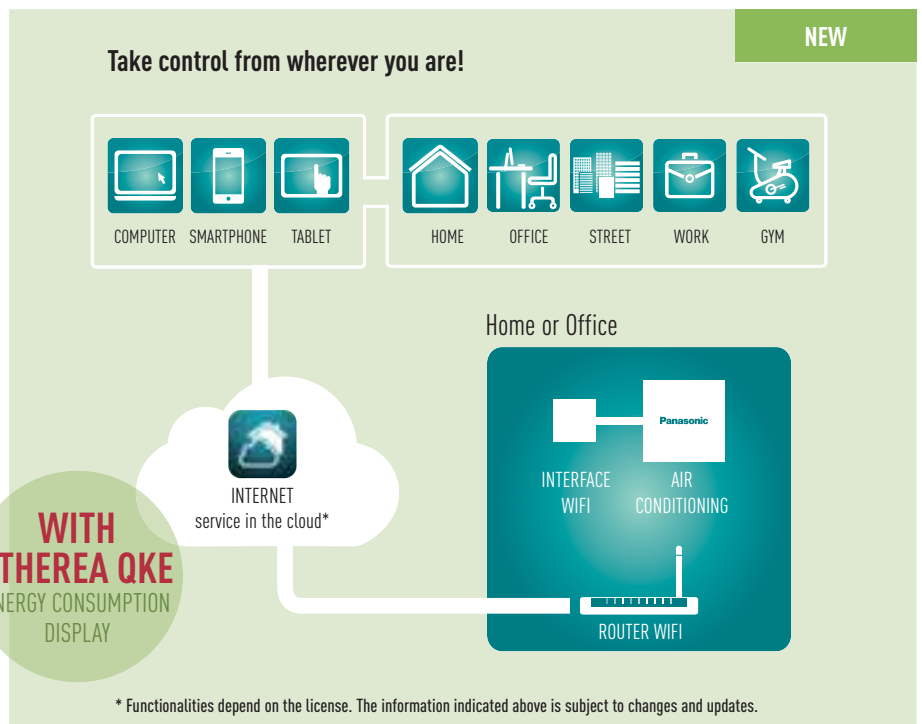 NEW
Take control from wherever you are!
COMPUTER SMARTPHONE TABLET
HOME OFFICE STREET WORK GYM
Home or Office
Panasonic
INTERFACE
WIFI
AIR
CONDITIONING
INTERNET
service in the cloud*
WITH
THEREA QKE
NERGY CONSUMPTION
DISPLAY
ROUTER WIFI
* Functionalities depend on the license. The information indicated above is subject to changes and updates.